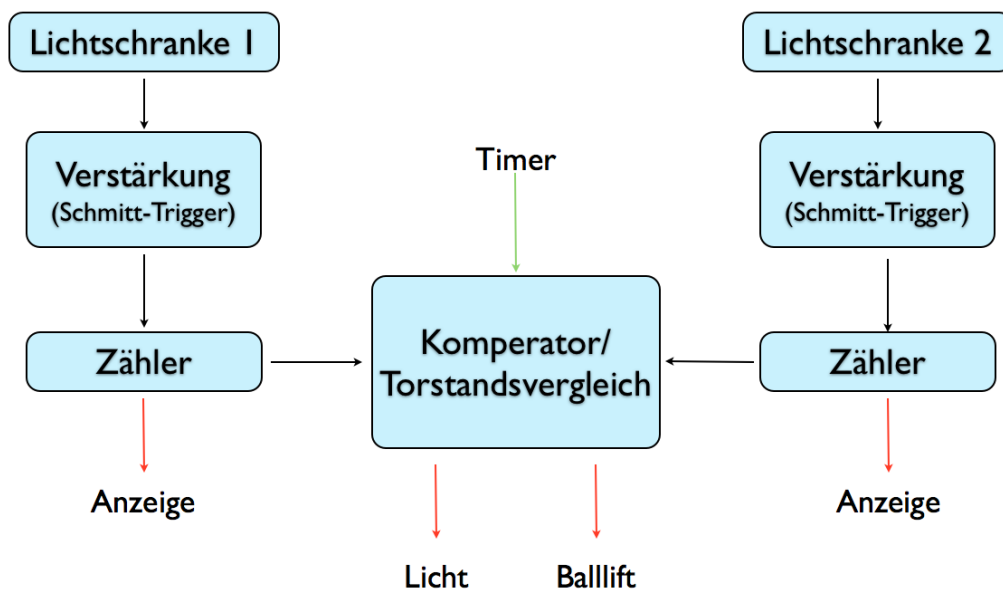 Lichtschranke 1
Lichtschranke 2
Verstärkung
(Schmitt-Trigger)
Timer
Verstärkung
(Schmitt-Trigger)
Zähler
Komperator/
Torstandsvergleich
Zähler
Anzeige
Anzeige
Licht
Balllift